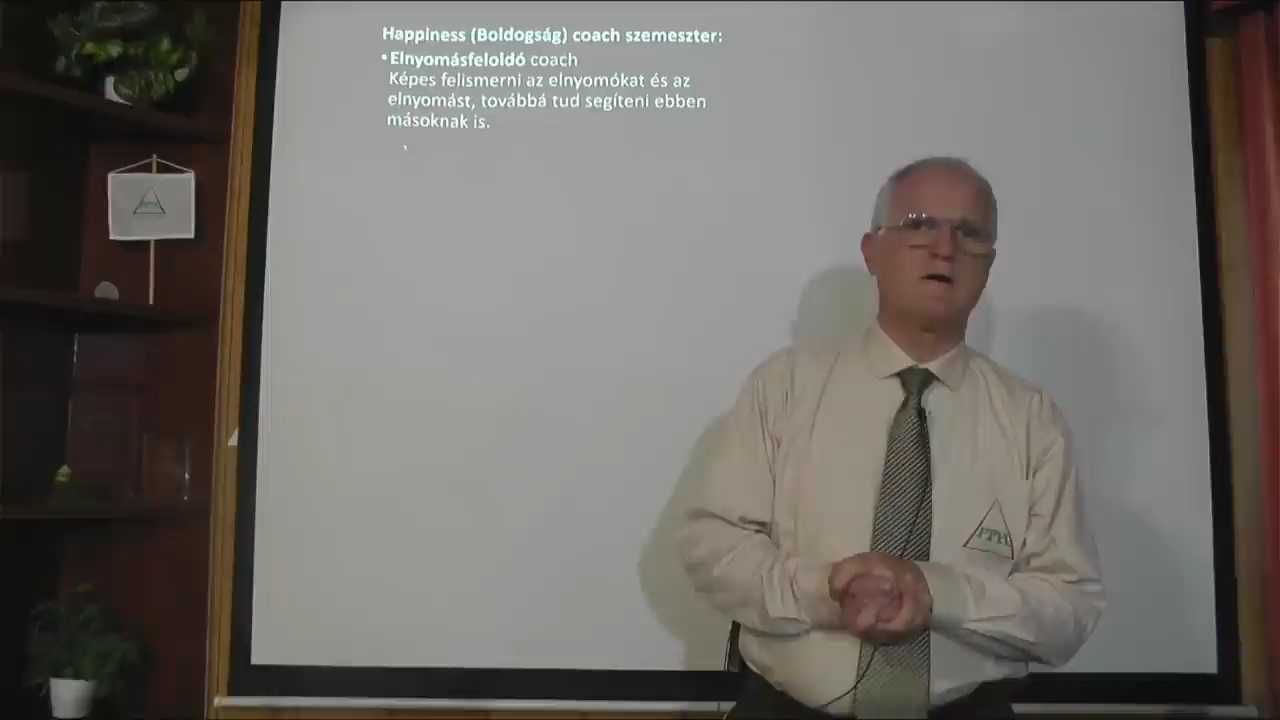 Happiness (Boldogság) coach szemeszter:
•Elnyomásfeloldó coach
Képes felismerni az elnyomókat és az
elnyomást, továbbá tud segíteni ebben
másoknak is.
PTH